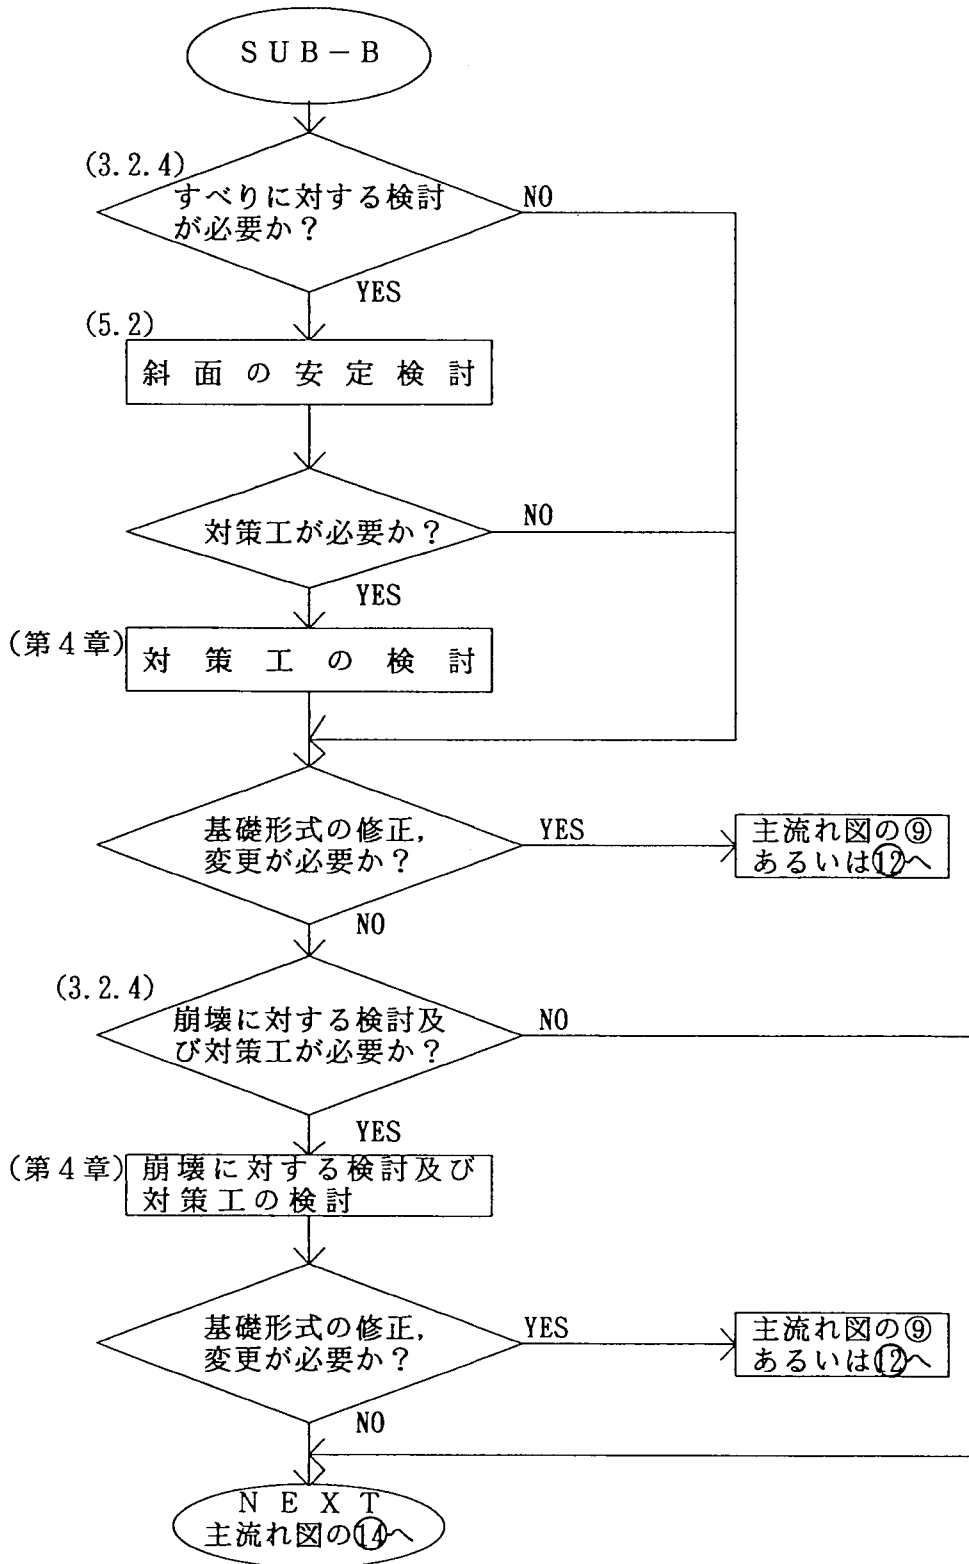 SUB-B
(3.2.4)
すべりに対する検討
が必要か?
NO
YES
(5.2)
斜面の安定検討
対策工が必要か?
NO
YES
(第4章)
対策工の検討
基礎形式の修正,
変更が必要か?
YES
主流れ図の⑨
あるいは⑫へ
NO
(3.2.4)
崩壊に対する検討及
び対策工が必要か?
NO
YES
(第4章)
崩壊に対する検討及び
対策工の検討
基礎形式の修正,
変更が必要か?
YES
主流れ図の⑨
あるいは⑫へ
NO
NEXT
主流れ図の⑭へ